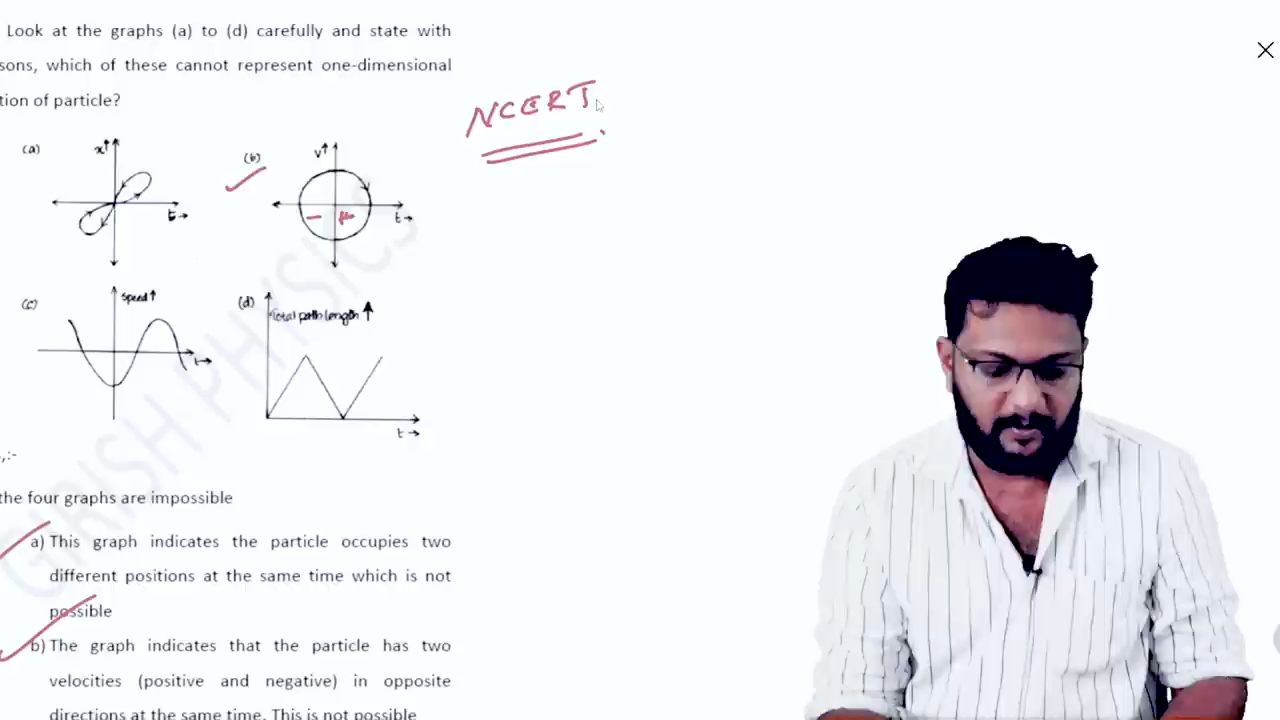 Look at the graphs (a) to (d) carefully and state with
sons, which of these cannot represent one-dimensional
tion of particle?
NCERT
(a)
x↑
t→
(b)
v↑
t→
(c)
speed↑
t→
(d)
Total path length ↑
t→
,:-
the four graphs are impossible
a) This graph indicates the particle occupies two
different positions at the same time which is not
possible
b) The graph indicates that the particle has two
velocities (positive and negative) in opposite
directions at the same time. This is not possible
GIRISH PHYSICS